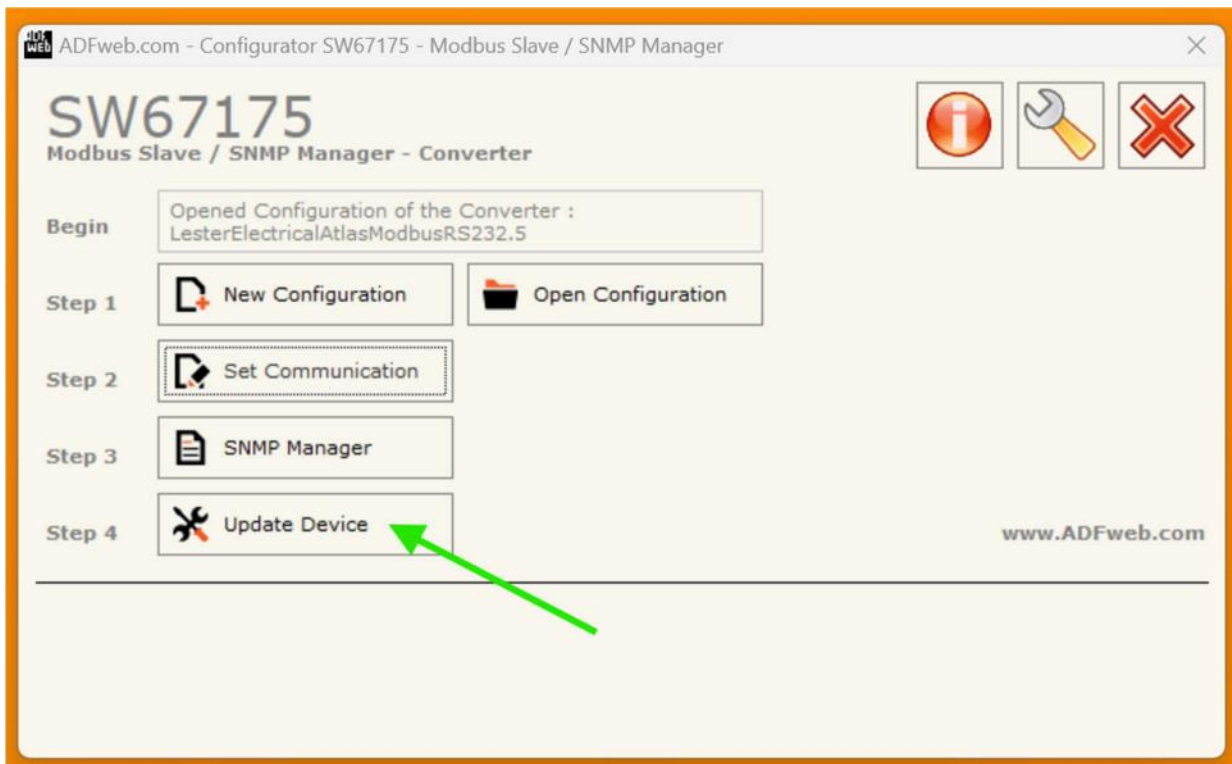 ADF
WEB
ADFweb.com - Configurator SW67175 - Modbus Slave / SNMP Manager
SW67175
Modbus Slave / SNMP Manager - Converter
Begin
Opened Configuration of the Converter :
LesterElectricalAtlasModbusRS232.5
Step 1
New Configuration
Open Configuration
Step 2
Set Communication
Step 3
SNMP Manager
Step 4
Update Device
www.ADFweb.com